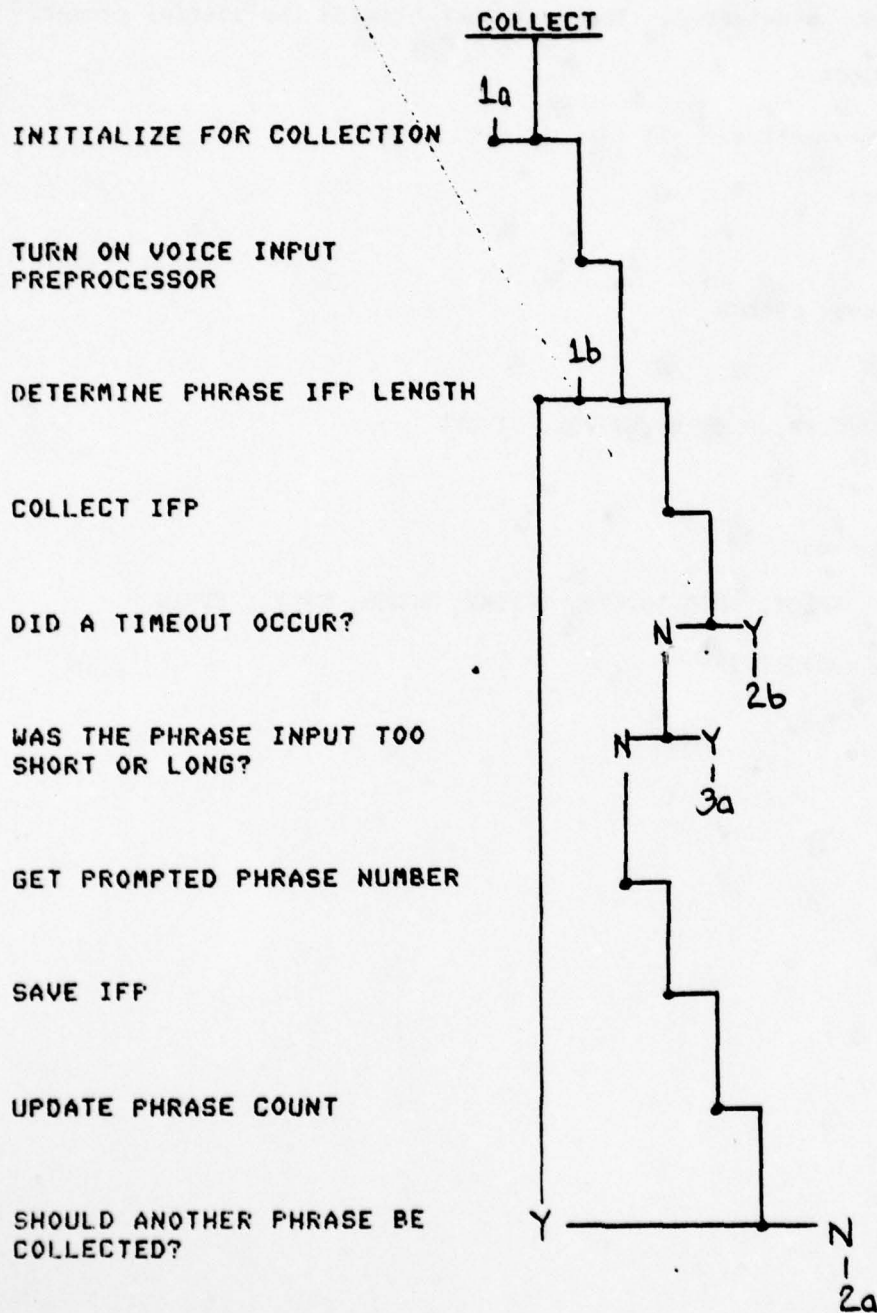 COLLECT
1a
INITIALIZE FOR COLLECTION
TURN ON VOICE INPUT
PREPROCESSOR
1b
DETERMINE PHRASE IFP LENGTH
COLLECT IFP
DID A TIMEOUT OCCUR?
N Y
2b
WAS THE PHRASE INPUT TOO
SHORT OR LONG?
N Y
3a
GET PROMPTED PHRASE NUMBER
SAVE IFP
UPDATE PHRASE COUNT
SHOULD ANOTHER PHRASE BE
COLLECTED?
Y N
2a